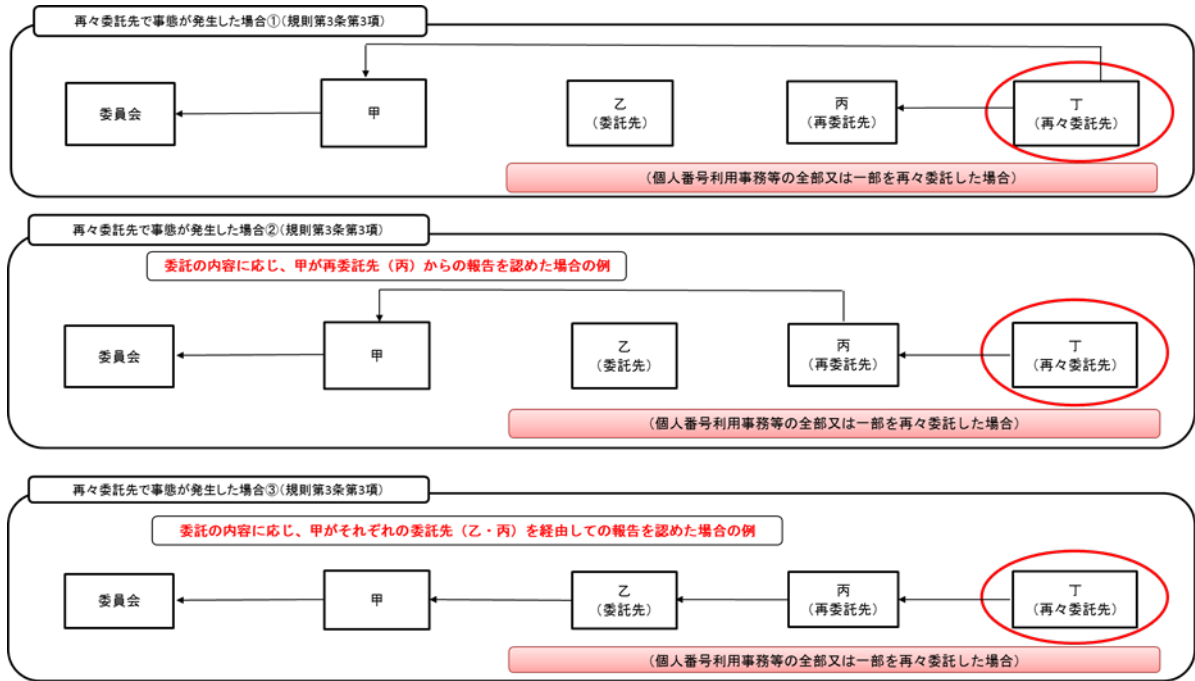 再々委託先で事態が発生した場合①(規則第3条第3項)
委員会
甲
乙
(委託先)
丙
(再委託先)
丁
(再々委託先)
(個人番号利用事務等の全部又は一部を再々委託した場合)
再々委託先で事態が発生した場合②(規則第3条第3項)
委託の内容に応じ、甲が再委託先(丙)からの報告を認めた場合の例
委員会
甲
乙
(委託先)
丙
(再委託先)
丁
(再々委託先)
(個人番号利用事務等の全部又は一部を再々委託した場合)
再々委託先で事態が発生した場合③(規則第3条第3項)
委託の内容に応じ、甲がそれぞれの委託先(乙・丙)を経由しての報告を認めた場合の例
委員会
甲
乙
(委託先)
丙
(再委託先)
丁
(再々委託先)
(個人番号利用事務等の全部又は一部を再々委託した場合)